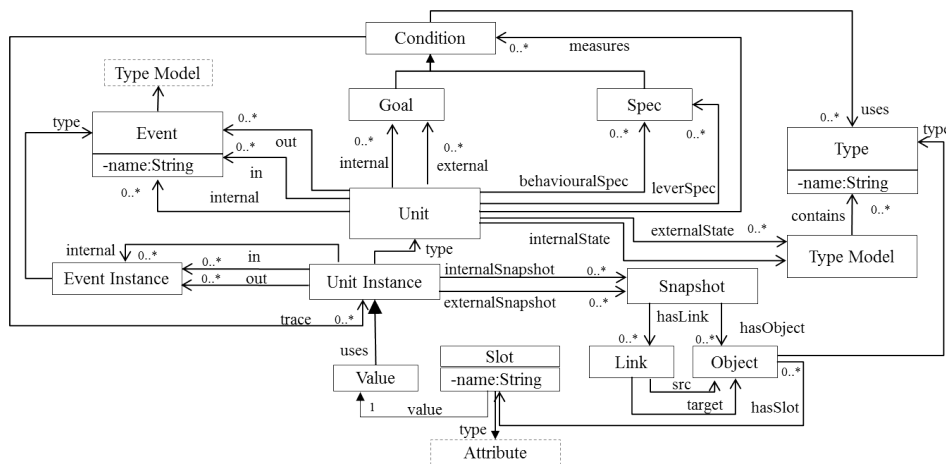 Condition
0..*
measures
Type Model
Goal
Spec
uses
0..*
type
type
Event
-name:String
0..*
0..*
out
in
0..*
internal
0..*
external
0..*
0..*
Type
-name:String
0..*
internal
behaviouralSpec
leverSpec
contains
0..*
Unit
externalState
0..*
internalState
Type Model
type
internal
0..*
0..*
in
0..*
out
Event Instance
Unit Instance
internalSnapshot
0..*
externalSnapshot
0..*
Snapshot
trace
0..*
hasLink
hasObject
0..*
0..*
uses
Slot
-name:String
Link
Object
0..*
Value
src
target
hasSlot
1
value
type
Attribute